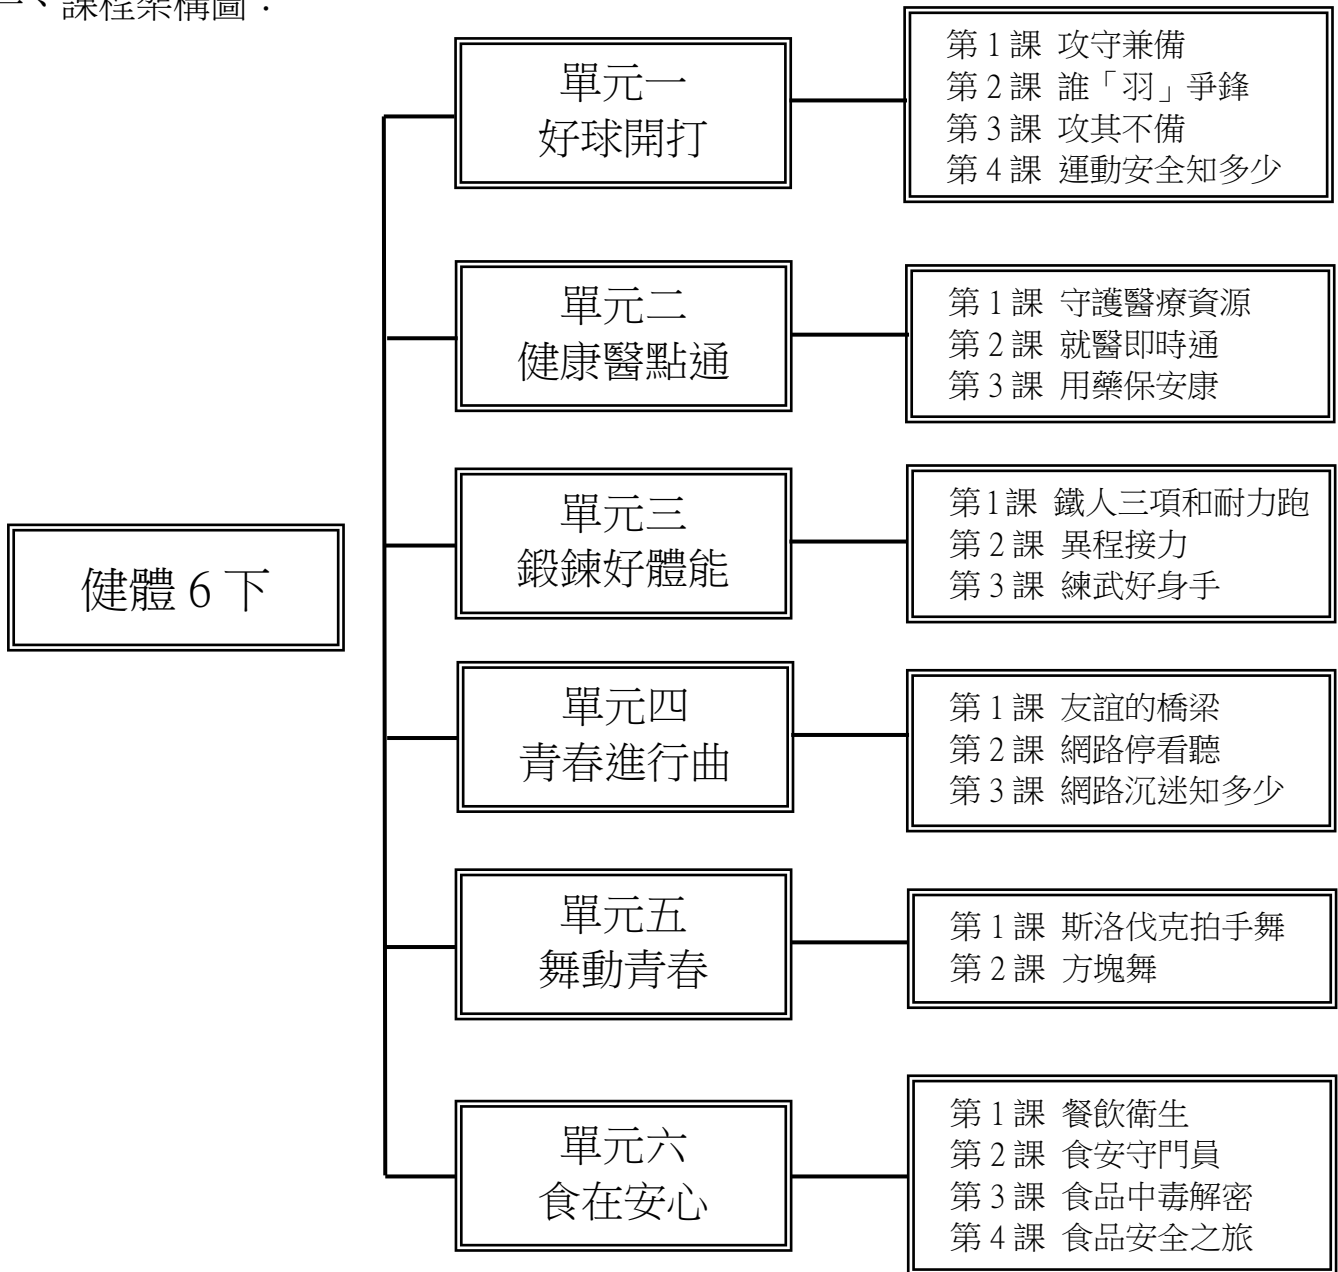 、課程架構圖：
健體 6 下
單元一
好球開打
第 1 課 攻守兼備
第 2 課 誰「羽」爭鋒
第 3 課 攻其不備
第 4 課 運動安全知多少
單元二
健康醫點通
第 1 課 守護醫療資源
第 2 課 就醫即時通
第 3 課 用藥保安康
單元三
鍛鍊好體能
第 1 課 鐵人三項和耐力跑
第 2 課 異程接力
第 3 課 練武好身手
單元四
青春進行曲
第 1 課 友誼的橋梁
第 2 課 網路停看聽
第 3 課 網路沉迷知多少
單元五
舞動青春
第 1 課 斯洛伐克拍手舞
第 2 課 方塊舞
單元六
食在安心
第 1 課 餐飲衛生
第 2 課 食安守門員
第 3 課 食品中毒解密
第 4 課 食品安全之旅